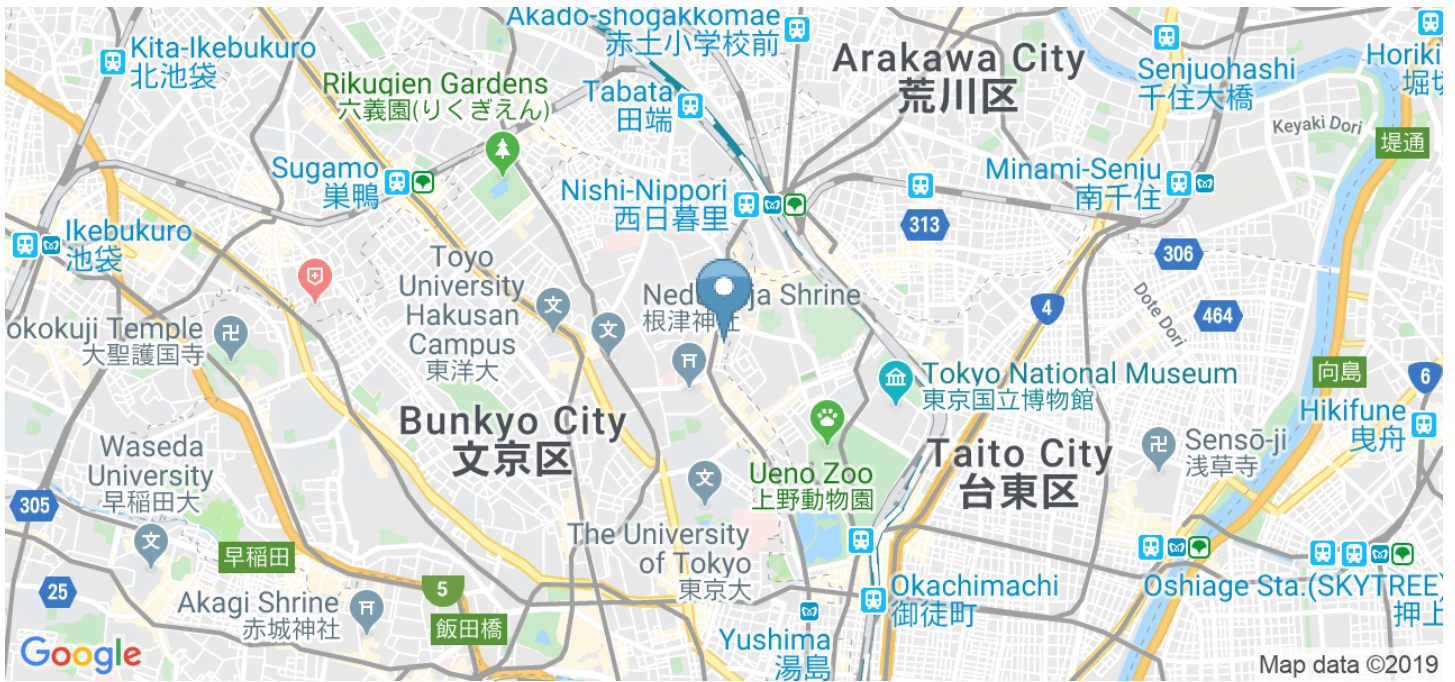 Akado-shogakkomae
赤土小学校前
Kita-Ikebukuro
北池袋
Arakawa City
荒川区
Senjuohashi
千住大橋
Rikugien Gardens
六義園(りくぎえん)
Tabata
田端
Keyaki Dori
堤通
Sugamo
巣鴨
Nishi-Nippori
西日暮里
Minami-Senju
南千住
313
306
Ikebukuro
池袋
Toyo
University
Hakusan
Campus
東洋大
Shrine
根津神社
Dote Dori
464
4
Temple
大聖護国寺
Tokyo National Museum
東京国立博物館
向島
6
Hikifune
曳舟
Bunkyo City
文京区
Waseda
University
早稲田大
Ueno Zoo
上野動物園
Taito City
台東区
Sensō-ji
浅草寺
305
The University
of Tokyo
東京大
早稲田
25
5
Akagi Shrine
赤城神社
飯田橋
Okachimachi
御徒町
Oshiage Sta.(SKYTREE)
押上
Yushima
湯島
Google
Map data ©2019